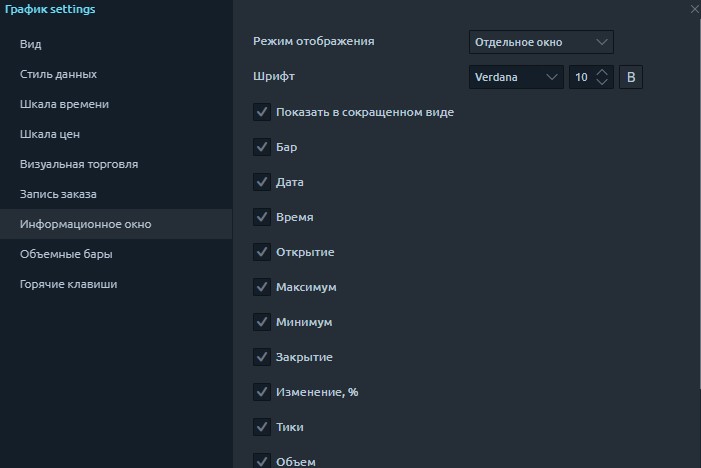 График settings
Вид
Стиль данных
Шкала времени
Шкала цен
Визуальная торговля
Запись заказа
Информационное окно
Объемные бары
Горячие клавиши
Режим отображения Отдельное окно
Шрифт Verdana 10 B
Показать в сокращенном виде
Бар
Дата
Время
Открытие
Максимум
Минимум
Закрытие
Изменение, %
Тики
Объем